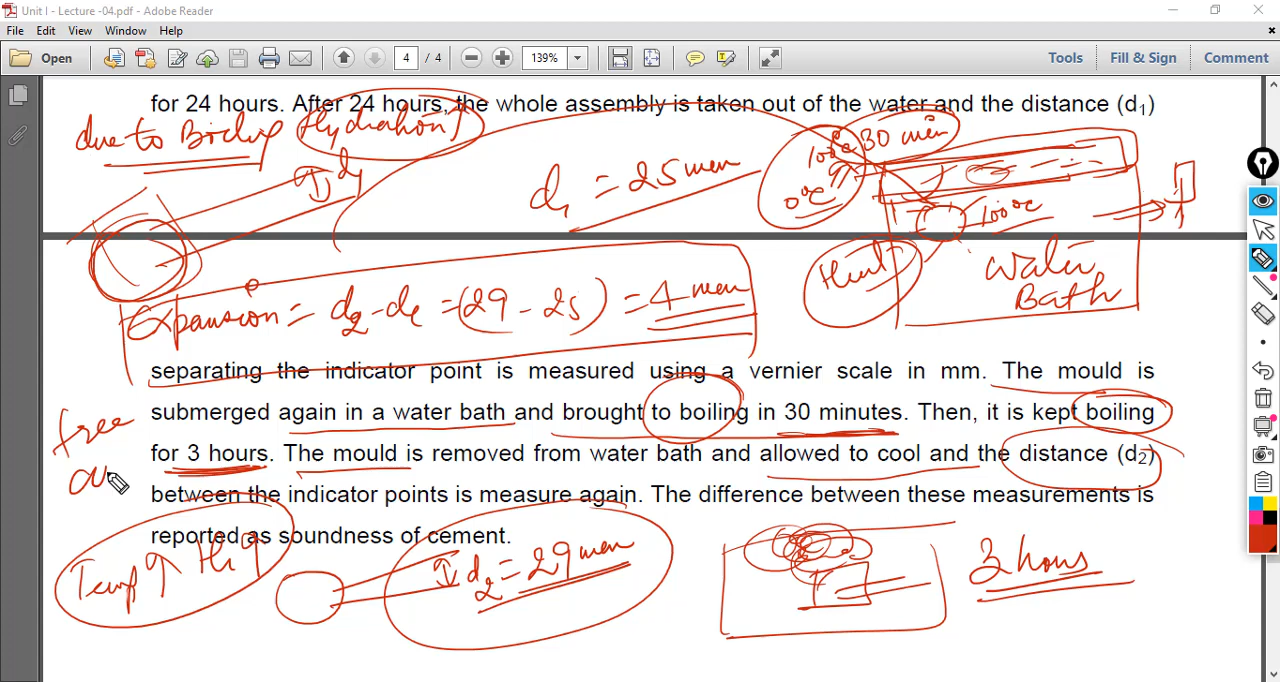 Unit I - Lecture -04.pdf - Adobe Reader
File Edit View Window Help
Open 4 / 4 139% Tools Fill & Sign Comment
for 24 hours. After 24 hours, the whole assembly is taken out of the water and the distance (d1)
due to Boiling Hydration↑
d1
d1 = 25 mm
100°C 30 min
0°C
100°C
Water
Bath
Expansion = d2 - d1 = (29 - 25) = 4 mm
separating the indicator point is measured using a vernier scale in mm. The mould is
submerged again in a water bath and brought to boiling in 30 minutes. Then, it is kept boiling
for 3 hours. The mould is removed from water bath and allowed to cool and the distance (d2)
between the indicator points is measure again. The difference between these measurements is
reported as soundness of cement.
free
Temp↑
d2 = 29 mm
3 hours